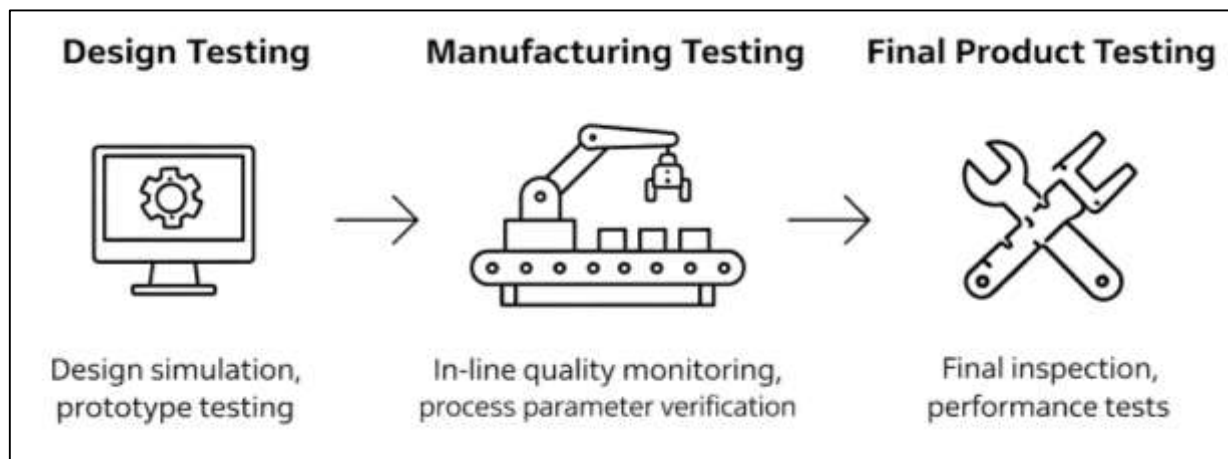 Design Testing
Manufacturing Testing
Final Product Testing
Design simulation,
prototype testing
In-line quality monitoring,
process parameter verification
Final inspection,
performance tests